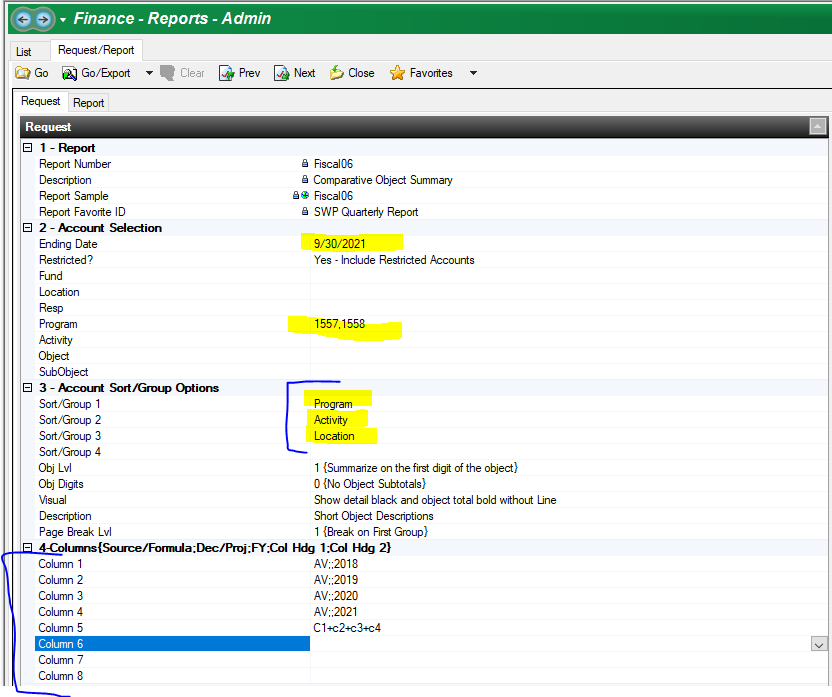 Finance - Reports - Admin
List Request/Report
Go Go/Export Clear Prev Next Close Favorites
Request Report
Request
1 - Report
Report Number Fiscal06
Description Comparative Object Summary
Report Sample Fiscal06
Report Favorite ID SWP Quarterly Report
2 - Account Selection
Ending Date 9/30/2021
Restricted? Yes - Include Restricted Accounts
Fund
Location
Resp
Program 1557,1558
Activity
Object
SubObject
3 - Account Sort/Group Options
Sort/Group 1 Program
Sort/Group 2 Activity
Sort/Group 3 Location
Sort/Group 4
Obj Lvl 1 {Summarize on the first digit of the object}
Obj Digits 0 {No Object Subtotals}
Visual Show detail black and object total bold without Line
Description Short Object Descriptions
Page Break Lvl 1 {Break on First Group}
4-Columns{Source/Formula;Dec/Proj;FY;Col Hdg 1;Col Hdg 2}
Column 1 AV;;2018
Column 2 AV;;2019
Column 3 AV;;2020
Column 4 AV;;2021
Column 5 C1+c2+c3+c4
Column 6
Column 7
Column 8